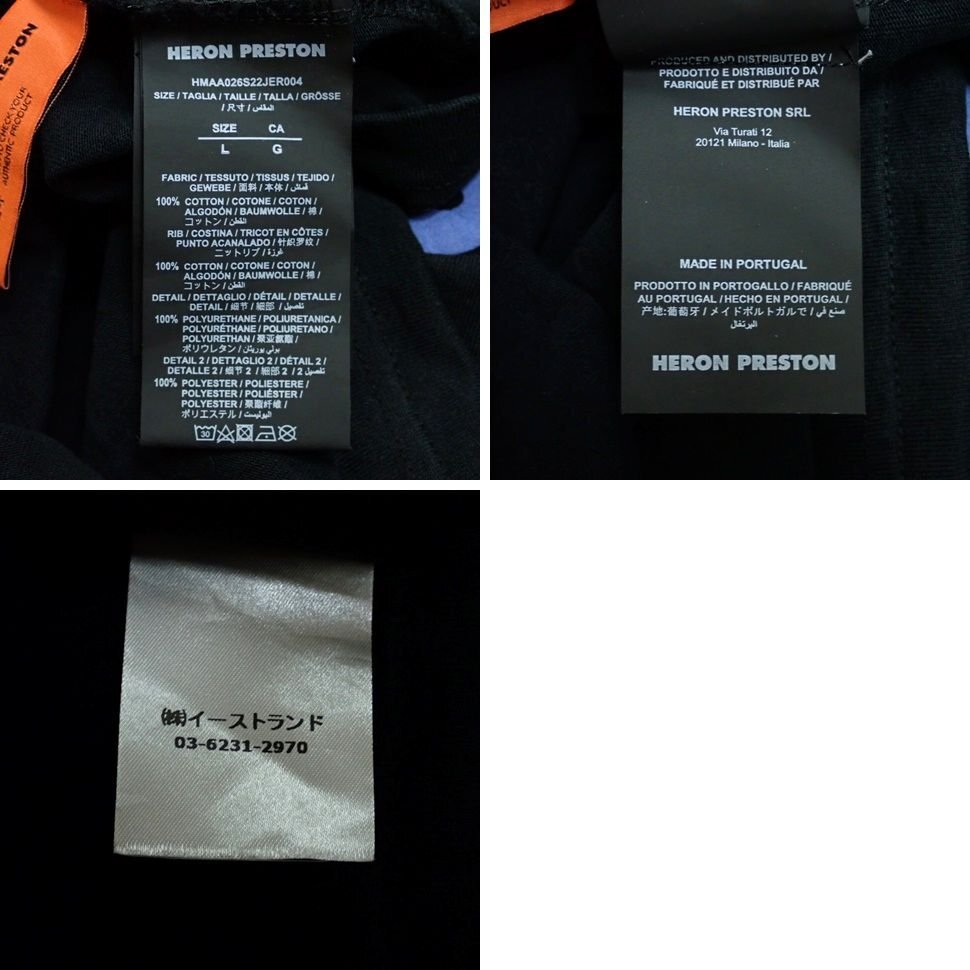 RESTON
TO CHECK YOUR
AUTHENTIC PRODUCT
HERON PRESTON
HMAA026S22JER004
SIZE / TAGLIA / TAILLE / TALLA / GRÖSSE
/ 尺寸 / المقاس
SIZE CA
L G
FABRIC / TESSUTO / TISSUS / TEJIDO /
GEWEBE / 面料 / 本体 / قماش
100% COTTON / COTONE / COTON /
ALGODÓN / BAUMWOLLE / 棉 /
コットン / القطن
RIB / COSTINA / TRICOT EN CÔTES /
PUNTO ACANALADO / 针织罗纹 /
ニットリブ / غرزة
100% COTTON / COTONE / COTON /
ALGODÓN / BAUMWOLLE / 棉 /
コットン / القطن
DETAIL / DETTAGLIO / DÉTAIL / DETALLE /
DETAIL / 细节 / 細部 / تفصيل
100% POLYURETHANE / POLIURETANICA /
POLYURÉTHANE / POLIURETANO /
POLYURETHAN / 聚亚氨酯 /
ポリウレタン / بولي يوريثان
DETAIL 2 / DETTAGLIO 2 / DÉTAIL 2 /
DETALLE 2 / 细节 2 / 細部 2 / تفصيل 2
100% POLYESTER / POLIESTERE /
POLYESTER / POLIÉSTER /
POLYESTER / 聚酯纤维 /
ポリエステル / البوليستر
30
PRODUCED AND DISTRIBUTED BY /
PRODOTTO E DISTRIBUITO DA /
FABRIQUÉ ET DISTRIBUÉ PAR
HERON PRESTON SRL
Via Turati 12
20121 Milano - Italia
MADE IN PORTUGAL
PRODOTTO IN PORTOGALLO / FABRIQUÉ
AU PORTUGAL / HECHO EN PORTUGAL /
产地:葡萄牙 / メイドポルトガルで / صنع في
البرتغال
HERON PRESTON
㈱イーストランド
03-6231-2970